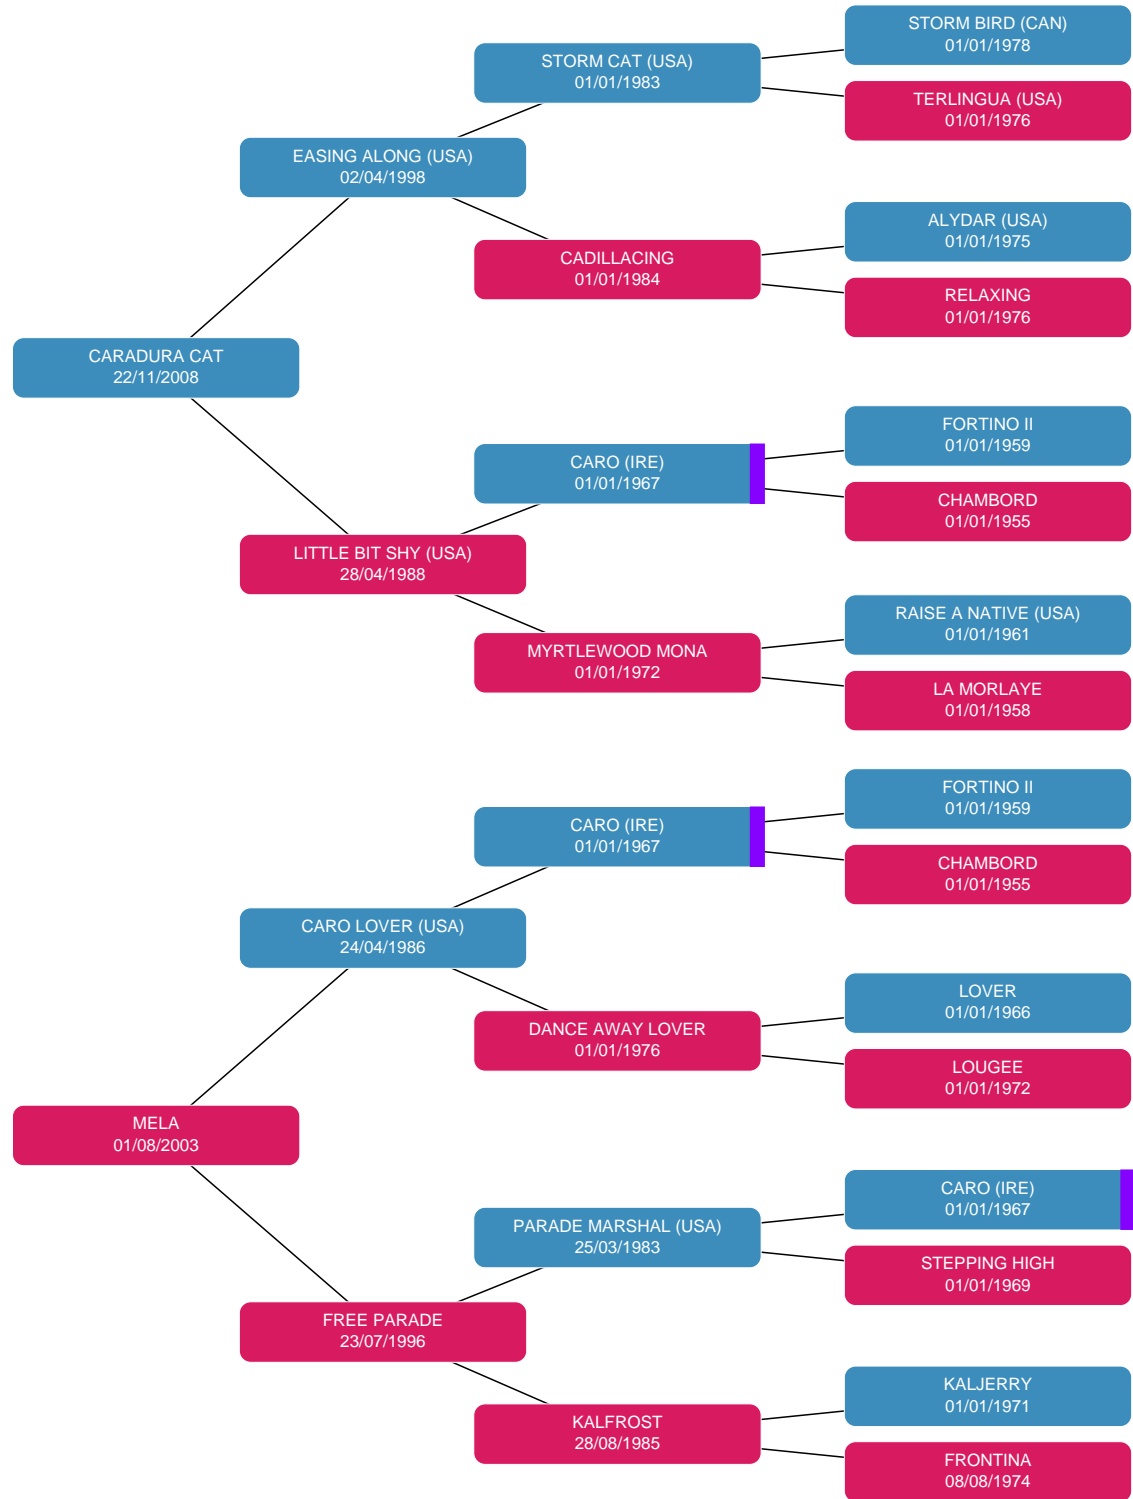 STORM BIRD (CAN)
01/01/1978
STORM CAT (USA)
01/01/1983
TERLINGUA (USA)
01/01/1976
EASING ALONG (USA)
02/04/1998
ALYDAR (USA)
01/01/1975
CADILLACING
01/01/1984
RELAXING
01/01/1976
CARADURA CAT
22/11/2008
FORTINO II
01/01/1959
CARO (IRE)
01/01/1967
CHAMBORD
01/01/1955
LITTLE BIT SHY (USA)
28/04/1988
RAISE A NATIVE (USA)
01/01/1961
MYRTLEWOOD MONA
01/01/1972
LA MORLAYE
01/01/1958
FORTINO II
01/01/1959
CARO (IRE)
01/01/1967
CHAMBORD
01/01/1955
CARO LOVER (USA)
24/04/1986
LOVER
01/01/1966
DANCE AWAY LOVER
01/01/1976
LOUGEE
01/01/1972
MELA
01/08/2003
CARO (IRE)
01/01/1967
PARADE MARSHAL (USA)
25/03/1983
STEPPING HIGH
01/01/1969
FREE PARADE
23/07/1996
KALJERRY
01/01/1971
KALFROST
28/08/1985
FRONTINA
08/08/1974